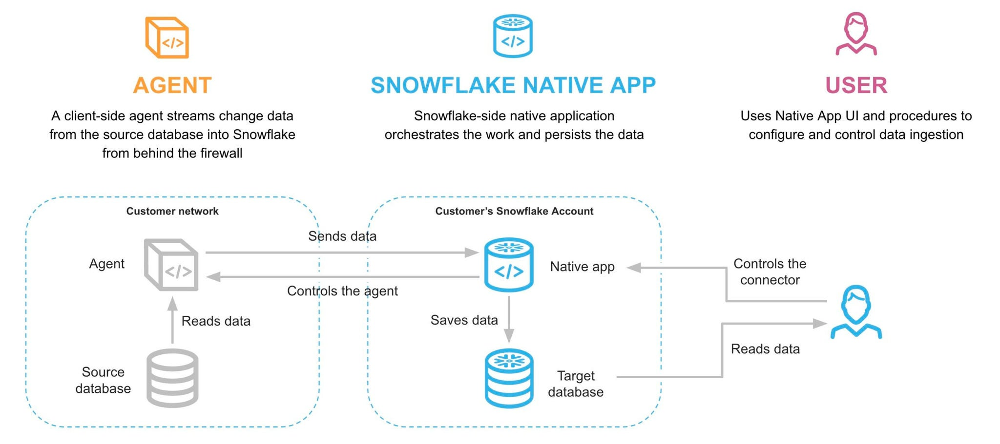 AGENT
A client-side agent streams change data
from the source database into Snowflake
from behind the firewall
SNOWFLAKE NATIVE APP
Snowflake-side native application
orchestrates the work and persists the data
USER
Uses Native App UI and procedures to
configure and control data ingestion
Customer network
Agent
Reads data
Source
database
Sends data
Controls the agent
Customer’s Snowflake Account
Native app
Saves data
Target
database
Controls the
connector
Reads data